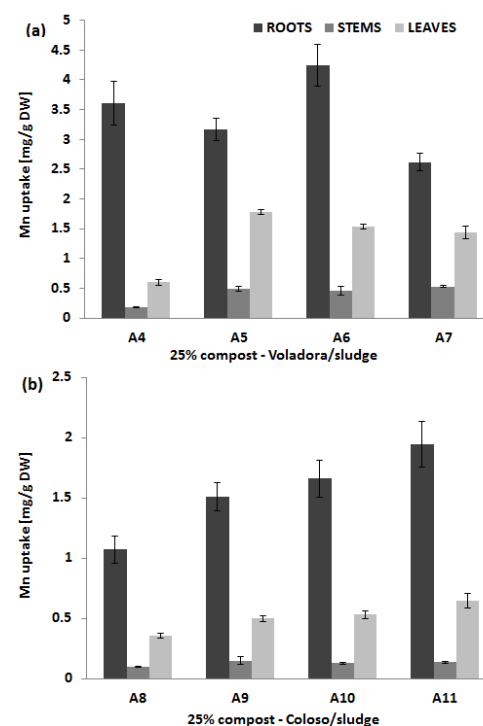 (a)
ROOTS STEMS LEAVES
Mn uptake [mg/g DW]
5
4.5
4
3.5
3
2.5
2
1.5
1
0.5
0
A4 A5 A6 A7
25% compost - Voladora/sludge
(b)
Mn uptake [mg/g DW]
2.5
2
1.5
1
0.5
0
A8 A9 A10 A11
25% compost - Coloso/sludge